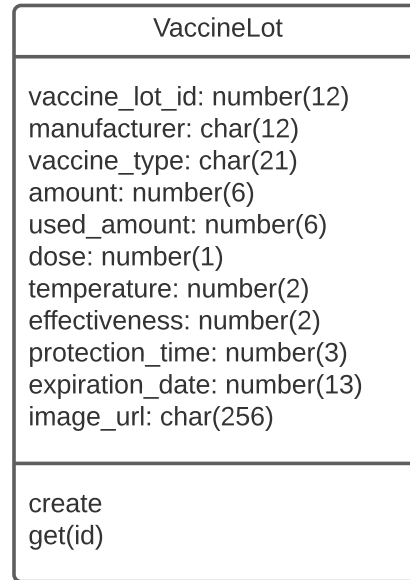 VaccineLot
vaccine_lot_id: number(12)
manufacturer: char(12)
vaccine_type: char(21)
amount: number(6)
used_amount: number(6)
dose: number(1)
temperature: number(2)
effectiveness: number(2)
protection_time: number(3)
expiration_date: number(13)
image_url: char(256)
create
get(id)